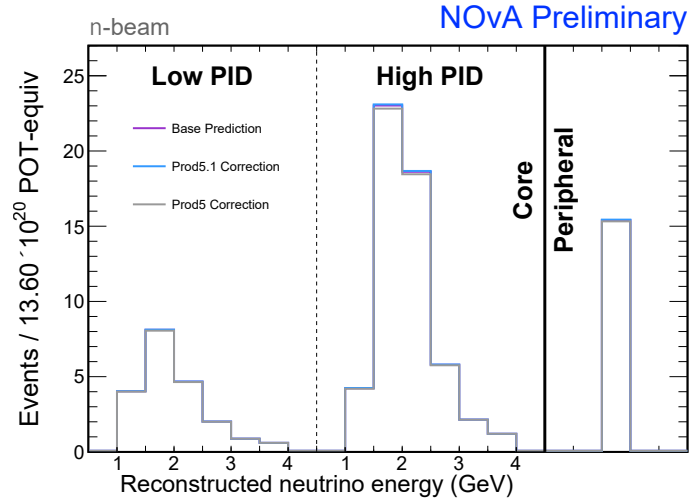 n-beam
NOvA Preliminary
Events / 13.60 ´10²⁰ POT-equiv
25
20
15
10
5
0
Low PID
High PID
Base Prediction
Prod5.1 Correction
Prod5 Correction
Core
Peripheral
1 2 3 4 1 2 3 4
Reconstructed neutrino energy (GeV)